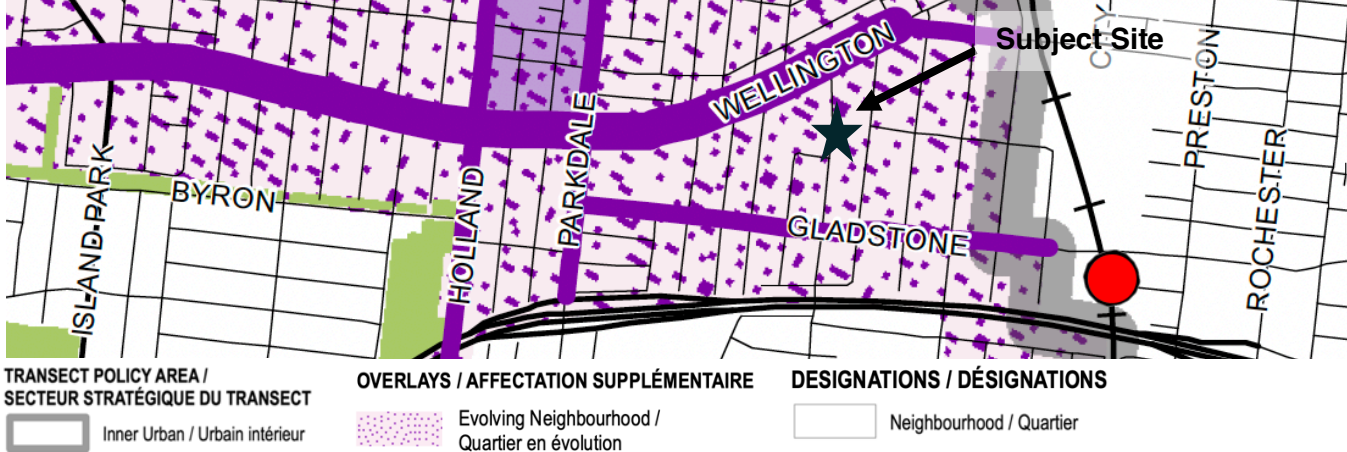 Subject Site
CITY
WELLINGTON
PRESTON
PARKDALE
ROCHESTER
ISLAND PARK
BYRON
HOLLAND
GLADSTONE
TRANSECT POLICY AREA /
SECTEUR STRATÉGIQUE DU TRANSECT
Inner Urban / Urbain intérieur
OVERLAYS / AFFECTATION SUPPLÉMENTAIRE
Evolving Neighbourhood /
Quartier en évolution
DESIGNATIONS / DÉSIGNATIONS
Neighbourhood / Quartier